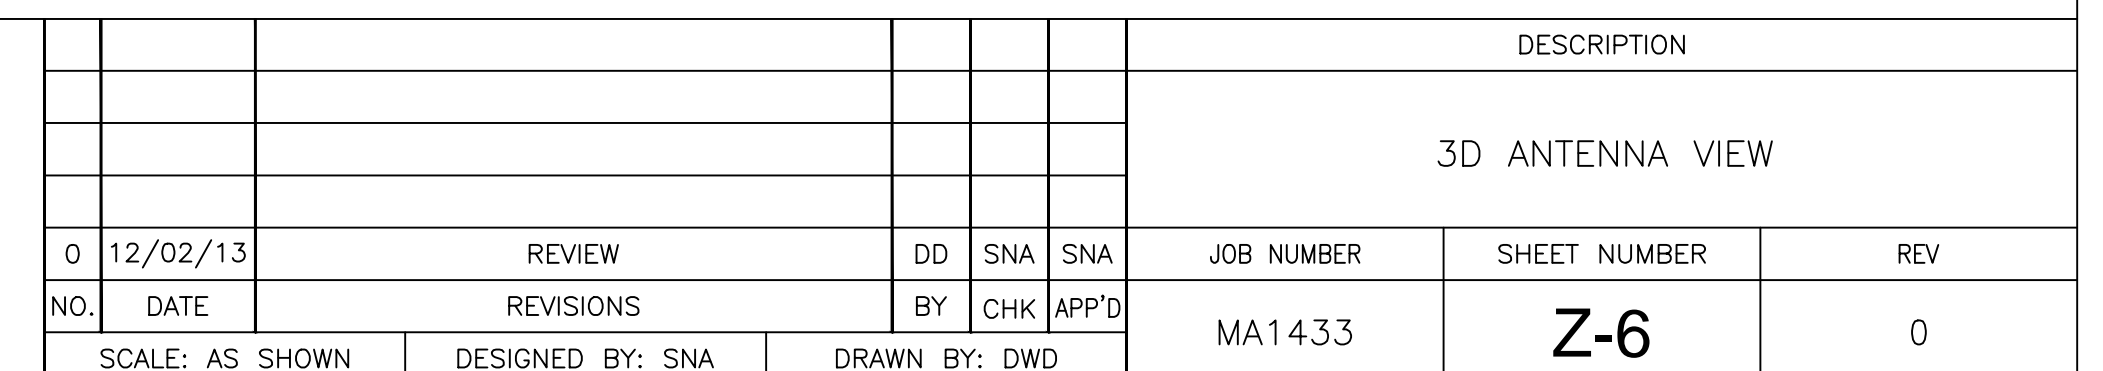 DESCRIPTION
3D ANTENNA VIEW
0 12/02/13 REVIEW DD SNA SNA
NO. DATE REVISIONS BY CHK APP'D
SCALE: AS SHOWN DESIGNED BY: SNA DRAWN BY: DWD
JOB NUMBER SHEET NUMBER REV
MA1433 Z-6 0